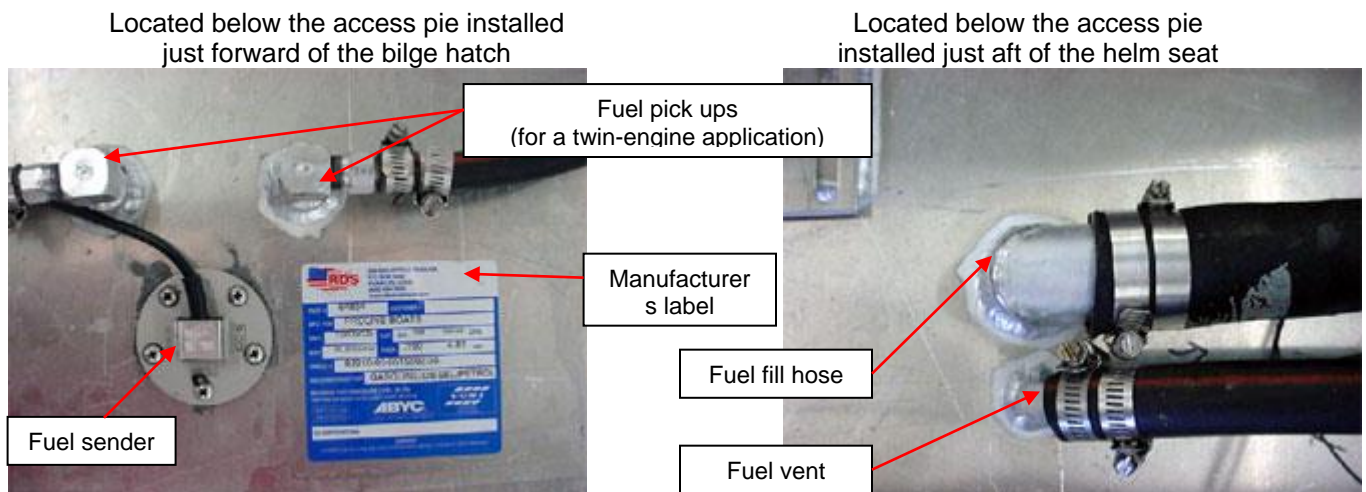 Located below the access pie installed
just forward of the bilge hatch
Located below the access pie
installed just aft of the helm seat
Fuel pick ups
(for a twin-engine application)
RDS
Manufacturer
s label
ABYC
Fuel sender
Fuel fill hose
Fuel vent